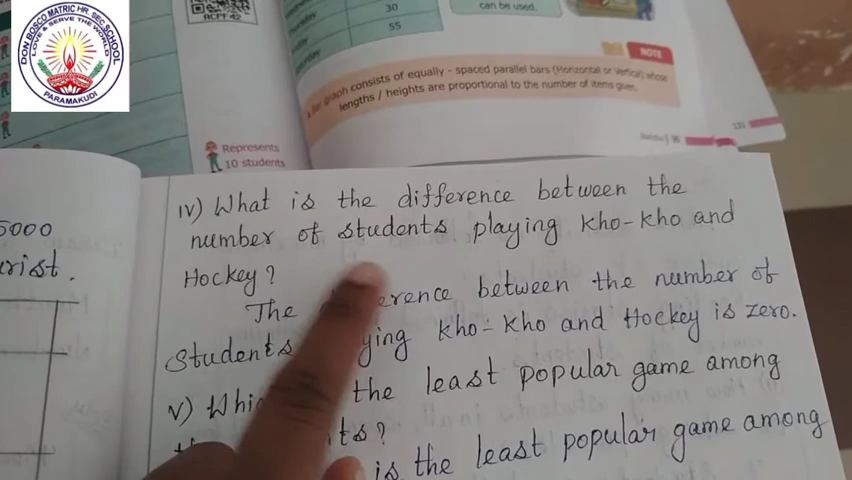 DON BOSCO MATRIC HR. SEC. SCHOOL
LOVE & SERVE THE WORLD
PARAMAKUDI
RCPF42
30
55
can be used.
NOTE
graph consists of equally - spaced parallel bars (Horizontal or Vertical) whose
lengths / heights are proportional to the number of items given.
Represents
10 students
131
5000
rist.
iv) What is the difference between the
number of students playing kho-kho and
Hockey?
The erence between the number of
Students ying kho-kho and Hockey is zero.
v) Whi the least popular game among
ts?
is the least popular game among